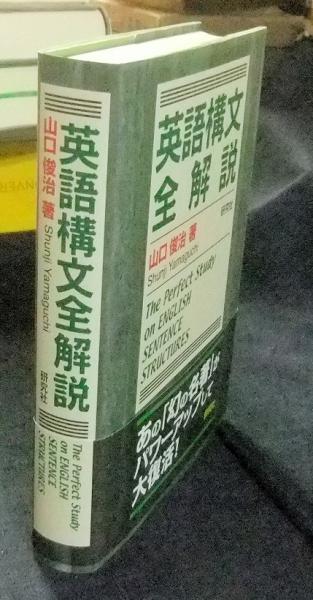 英語構文
全解説
山口 俊治 著
Shunji Yamaguchi
研究社
The Perfect Study
on ENGLISH
SENTENCE
STRUCTURES
あの「幻の名著」が
パワーアップして
大復活!
英語構文全解説
山口 俊治 著
Shunji Yamaguchi
研究社
The Perfect Study
on ENGLISH
SENTENCE
STRUCTURES